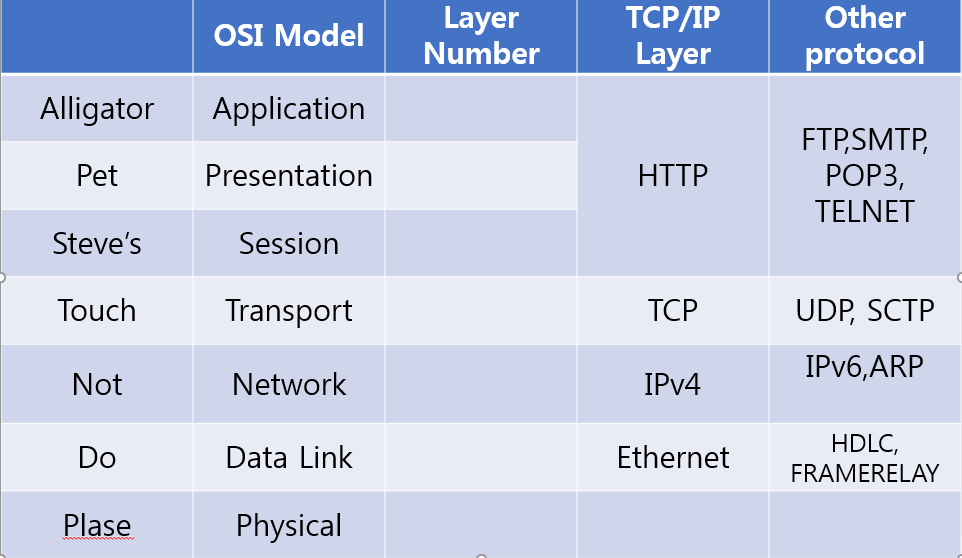 OSI Model
Layer
Number
TCP/IP
Layer
Other
protocol
Alligator
Application
HTTP
FTP,SMTP,
POP3,
TELNET
Pet
Presentation
Steve’s
Session
Touch
Transport
TCP
UDP, SCTP
Not
Network
IPv4
IPv6,ARP
Do
Data Link
Ethernet
HDLC,
FRAMERELAY
Plase
Physical